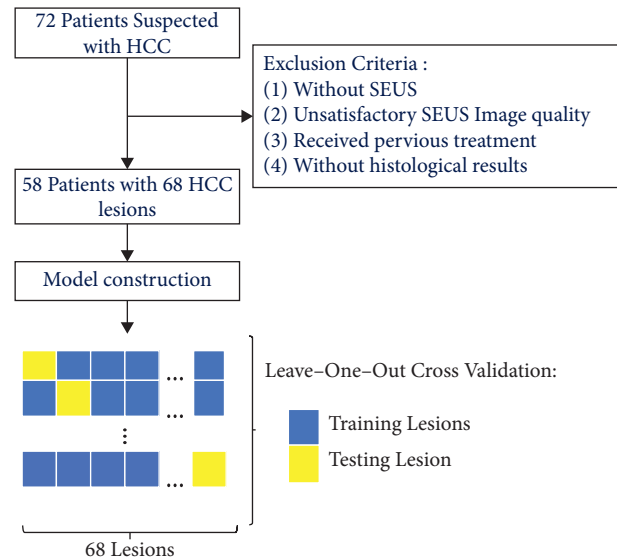 72 Patients Suspected
with HCC
Exclusion Criteria :
(1) Without SEUS
(2) Unsatisfactory SEUS Image quality
(3) Received pervious treatment
(4) Without histological results
58 Patients with 68 HCC
lesions
Model construction
...
...
...
...
Leave–One–Out Cross Validation:
Training Lesions
Testing Lesion
68 Lesions